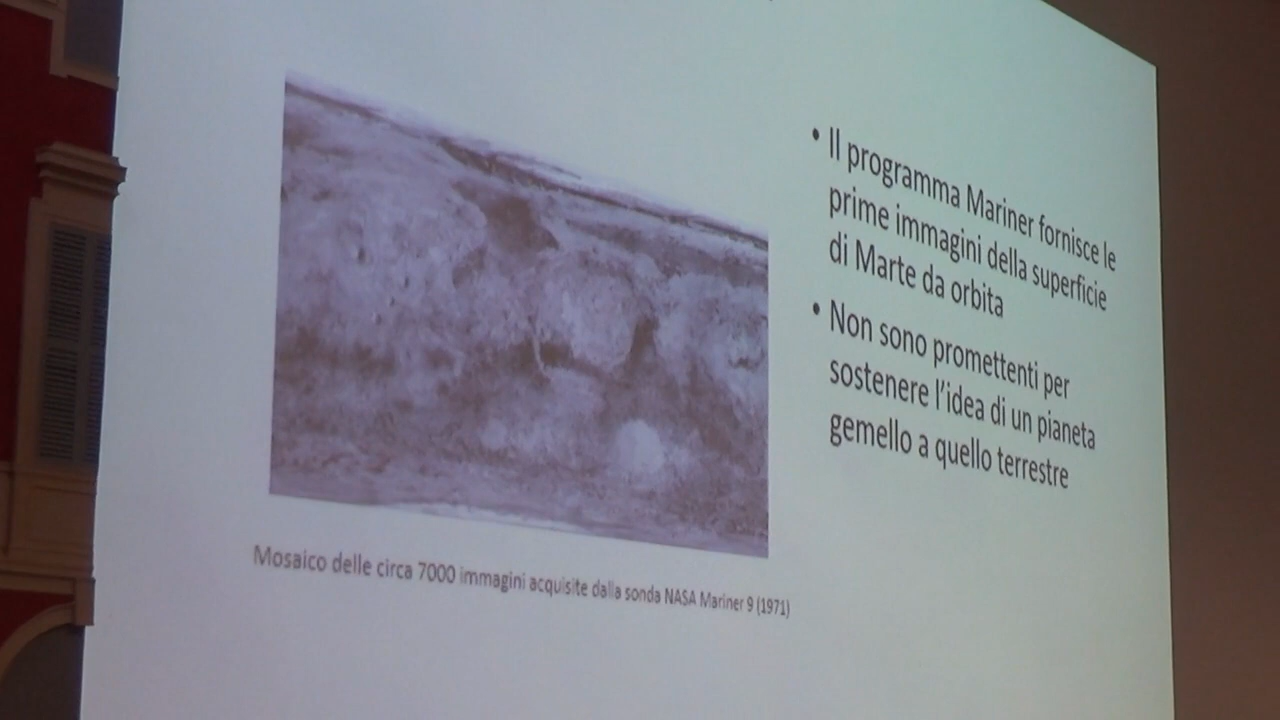 • Il programma Mariner fornisce le
prime immagini della superficie
di Marte da orbita
• Non sono promettenti per
sostenere l'idea di un pianeta
gemello a quello terrestre
Mosaico delle circa 7000 immagini acquisite dalla sonda NASA Mariner 9 (1971)